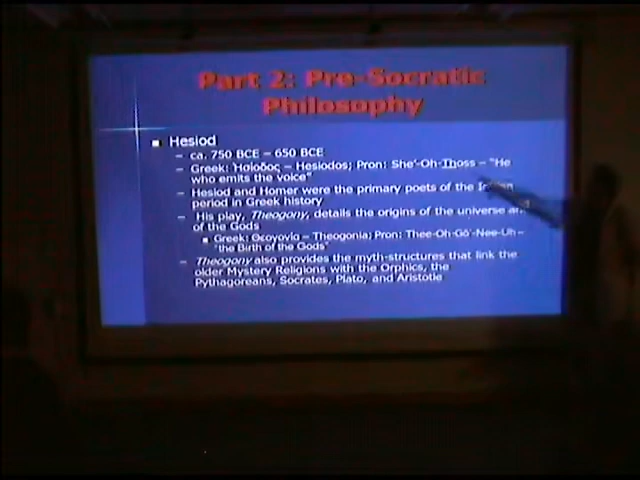 Part 2: Pre-Socratic
Philosophy
Hesiod
– ca. 750 BCE – 650 BCE
– Greek: Ἡσίοδος – Hesiodos; Pron: She'-Oh-Thoss – "He
who emits the voice"
– Hesiod and Homer were the primary poets of the
period in Greek history
– His play, Theogony, details the origins of the universe
of the Gods
Greek: Θεογονία – Theogonia; Pron: Thee-Oh-Gō'-Nee-Uh –
"the Birth of the Gods"
– Theogony also provides the myth-structures that link the
older Mystery Religions with the Orphics, the
Pythagoreans, Socrates, Plato, and Aristotle